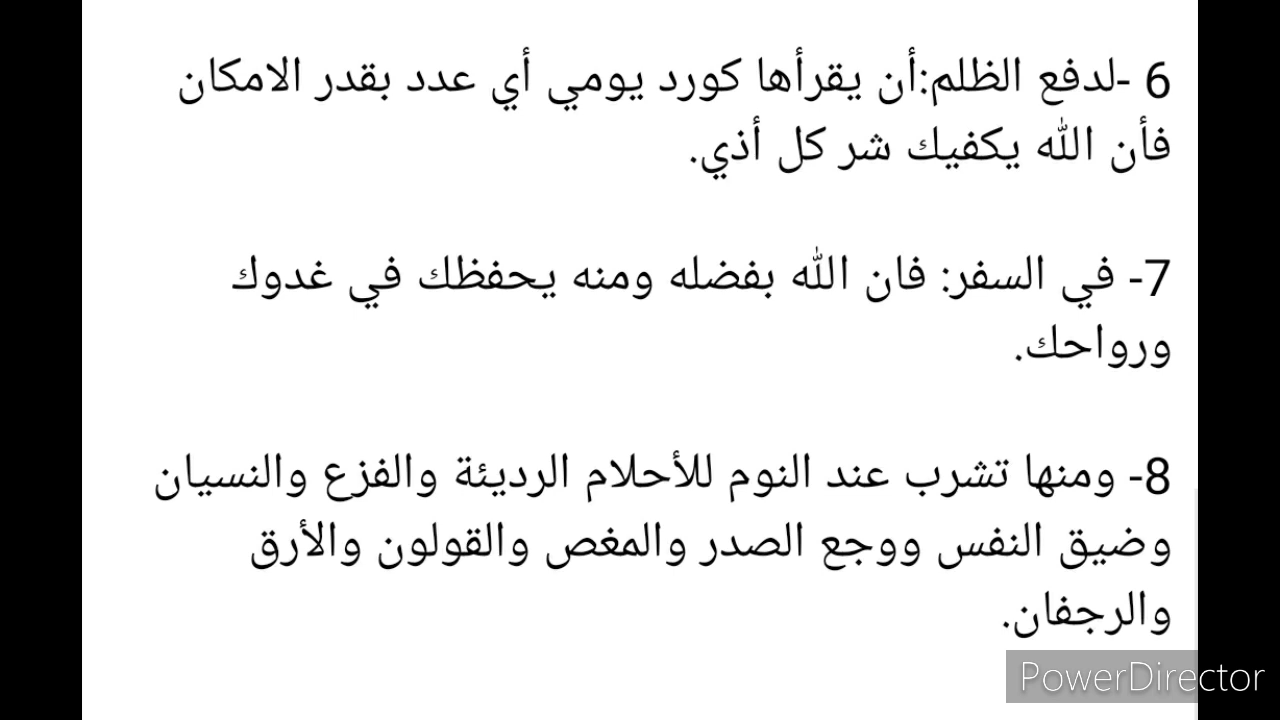 6 -لدفع الظلم:أن يقرأها كورد يومي أي عدد بقدر الامكان
فأن الله يكفيك شر كل أذي.
7- في السفر: فان الله بفضله ومنه يحفظك في غدوك
ورواحك.
8- ومنها تشرب عند النوم للأحلام الرديئة والفزع والنسيان
وضيق النفس ووجع الصدر والمغص والقولون والأرق
والرجفان.
PowerDirector